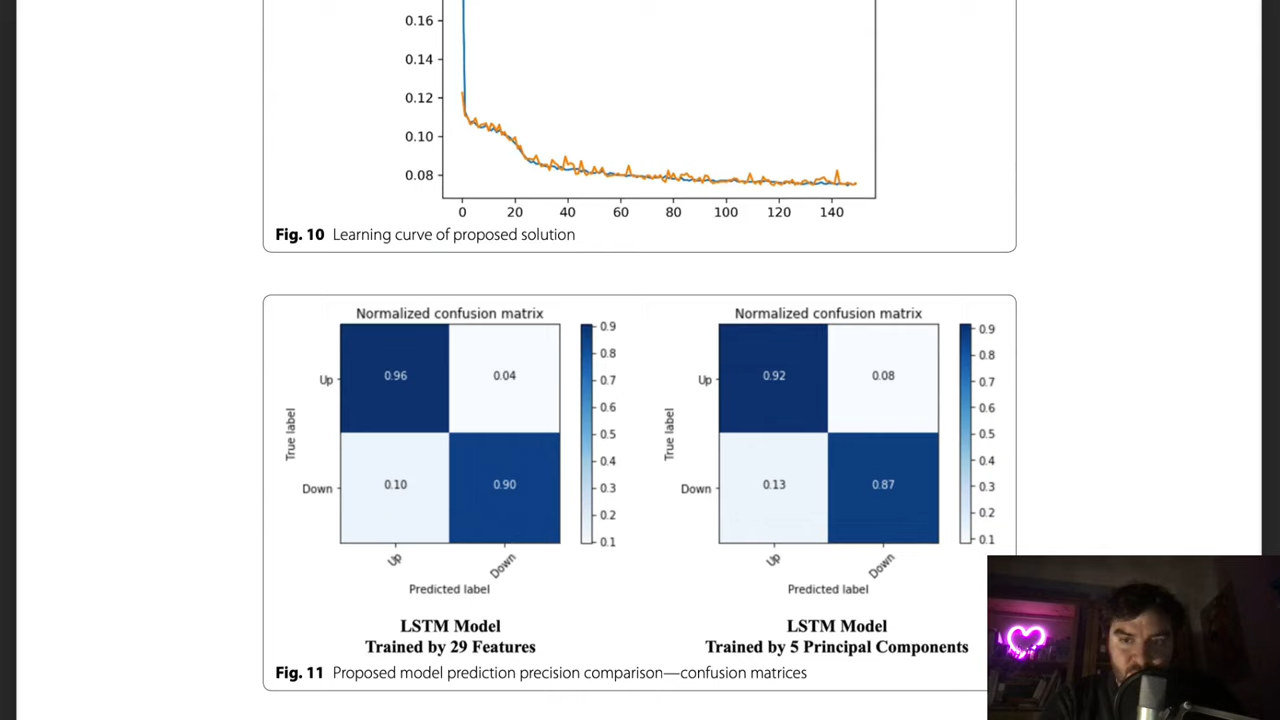 0.16
0.14
0.12
0.10
0.08
0 20 40 60 80 100 120 140
Fig. 10 Learning curve of proposed solution
Normalized confusion matrix
True label
Up
Down
0.96 0.04
0.10 0.90
Up Down
Predicted label
0.9
0.8
0.7
0.6
0.5
0.4
0.3
0.2
0.1
LSTM Model
Trained by 29 Features
Normalized confusion matrix
True label
Up
Down
0.92 0.08
0.13 0.87
Up Down
Predicted label
0.9
0.8
0.7
0.6
0.5
0.4
0.3
0.2
0.1
LSTM Model
Trained by 5 Principal Components
Fig. 11 Proposed model prediction precision comparison—confusion matrices